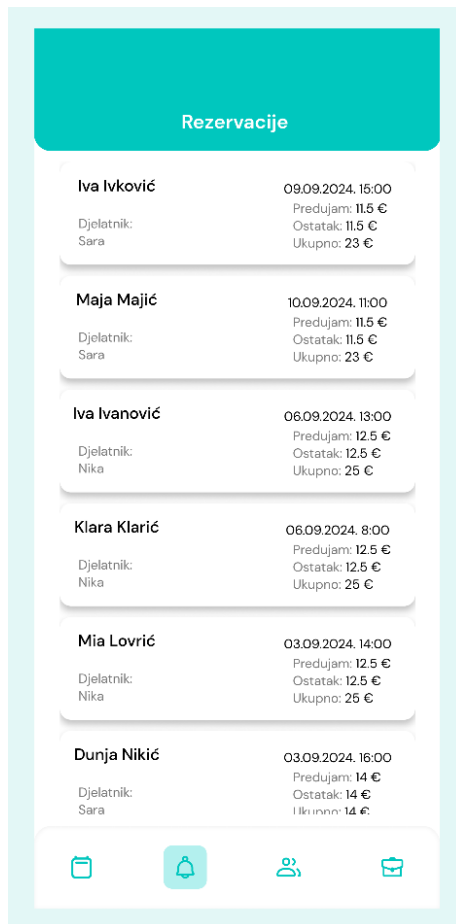 Rezervacije
Iva Ivković
09.09.2024. 15:00
Predujam: 11.5 €
Djelatnik:
Ostatak: 11.5 €
Sara
Ukupno: 23 €
Maja Majić
10.09.2024. 11:00
Predujam: 11.5 €
Djelatnik:
Ostatak: 11.5 €
Sara
Ukupno: 23 €
Iva Ivanović
06.09.2024. 13:00
Predujam: 12.5 €
Djelatnik:
Ostatak: 12.5 €
Nika
Ukupno: 25 €
Klara Klarić
06.09.2024. 8:00
Predujam: 12.5 €
Djelatnik:
Ostatak: 12.5 €
Nika
Ukupno: 25 €
Mia Lovrić
03.09.2024. 14:00
Predujam: 12.5 €
Djelatnik:
Ostatak: 12.5 €
Nika
Ukupno: 25 €
Dunja Nikić
03.09.2024. 16:00
Predujam: 14 €
Djelatnik:
Ostatak: 14 €
Sara
Ukupno: 14 €